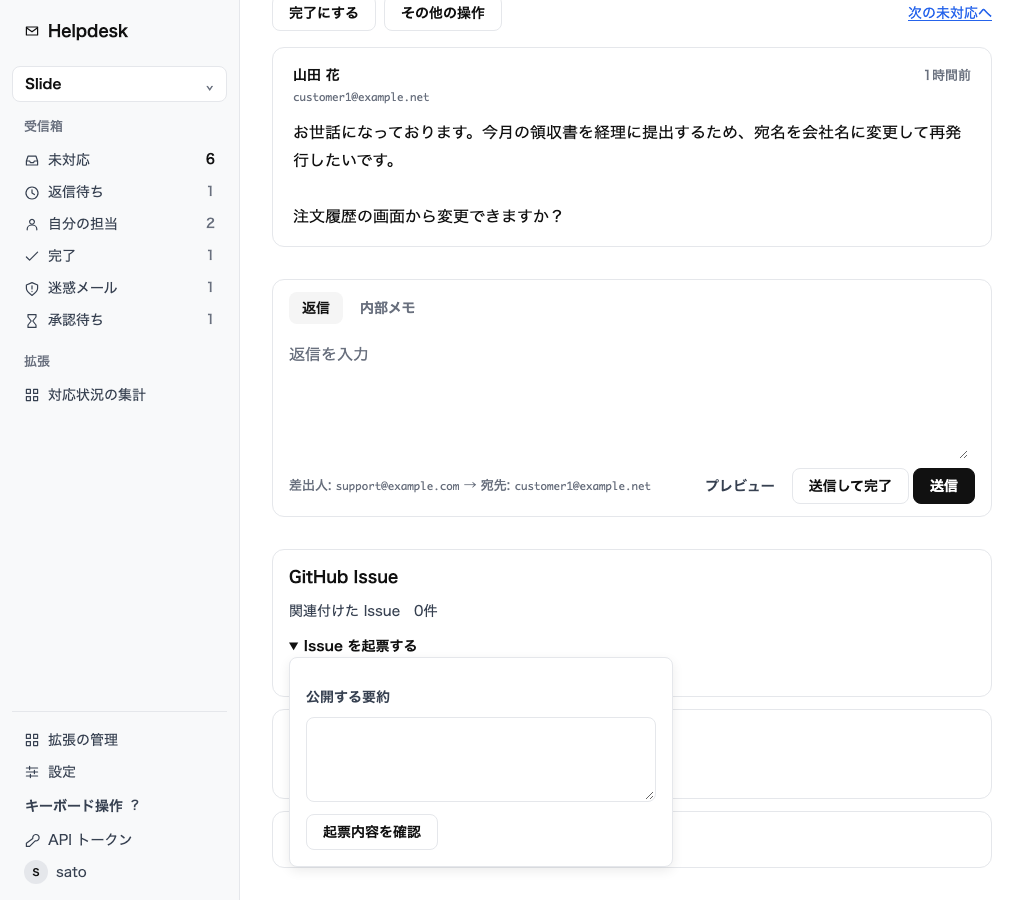 Helpdesk
Slide
受信箱
未対応 6
返信待ち 1
自分の担当 2
完了 1
迷惑メール 1
承認待ち 1
拡張
対応状況の集計
拡張の管理
設定
キーボード操作 ?
API トークン
S sato
完了にする その他の操作 次の未対応へ
山田 花 1時間前
customer1@example.net
お世話になっております。今月の領収書を経理に提出するため、宛名を会社名に変更して再発
行したいです。
注文履歴の画面から変更できますか？
返信 内部メモ
返信を入力
差出人: support@example.com → 宛先: customer1@example.net プレビュー 送信して完了 送信
GitHub Issue
関連付けた Issue 0件
▼ Issue を起票する
公開する要約
起票内容を確認